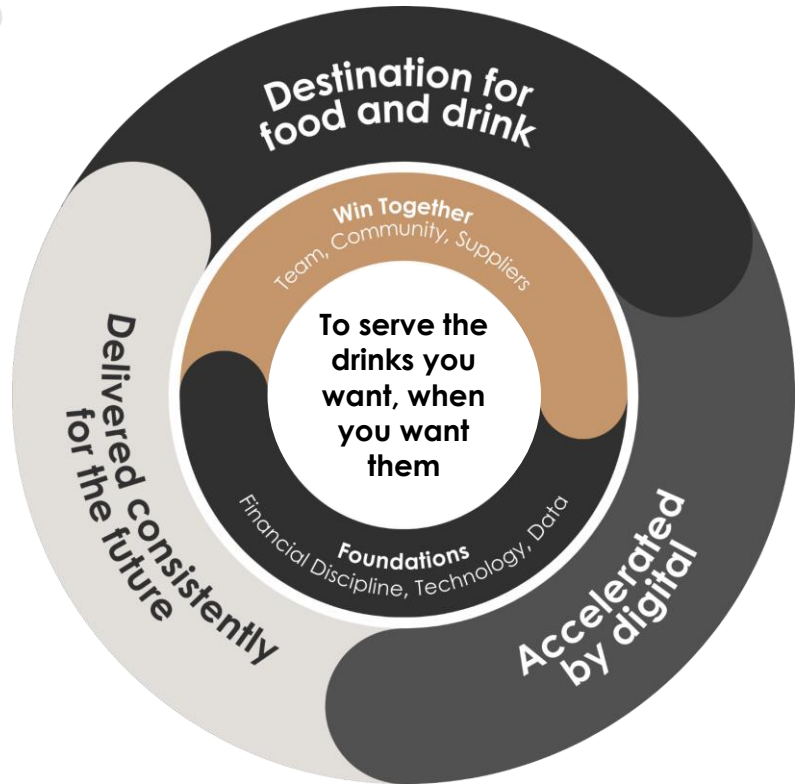 Destination for
food and drink
Win Together
Team, Community, Suppliers
To serve the
drinks you
want, when
you want
them
Foundations
Financial Discipline, Technology, Data
Accelerated
by digital
Delivered consistently
for the future